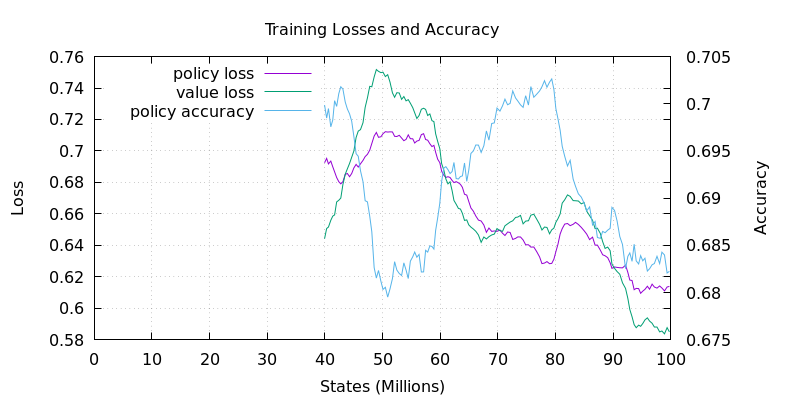 Training Losses and Accuracy
policy loss
value loss
policy accuracy
Loss
0.76
0.74
0.72
0.7
0.68
0.66
0.64
0.62
0.6
0.58
0.705
0.7
0.695
0.69
0.685
0.68
0.675
Accuracy
0 10 20 30 40 50 60 70 80 90 100
States (Millions)